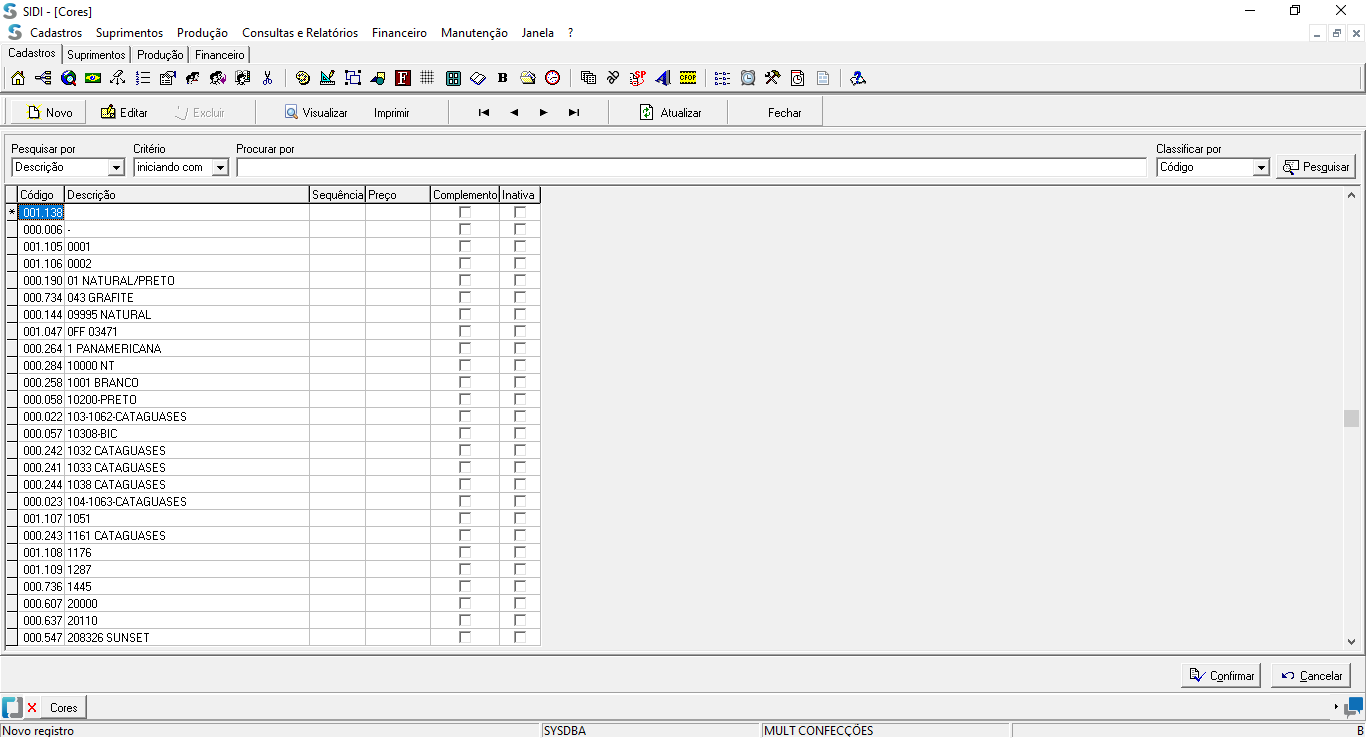 SIDI - [Cores]
Cadastros Suprimentos Produção Consultas e Relatórios Financeiro Manutenção Janela ?
Cadastros Suprimentos Produção Financeiro
Novo Editar Excluir Visualizar Imprimir Atualizar Fechar
Pesquisar por Critério Procurar por Classificar por
Descrição iniciando com Código Pesquisar
Código Descrição Sequência Preço Complemento Inativa
* 001.138
000.006 -
001.105 0001
001.106 0002
000.190 01 NATURAL/PRETO
000.734 043 GRAFITE
000.144 09995 NATURAL
001.047 0FF 03471
000.264 1 PANAMERICANA
000.284 10000 NT
000.258 1001 BRANCO
000.058 10200-PRETO
000.022 103-1062-CATAGUASES
000.057 10308-BIC
000.242 1032 CATAGUASES
000.241 1033 CATAGUASES
000.244 1038 CATAGUASES
000.023 104-1063-CATAGUASES
001.107 1051
000.243 1161 CATAGUASES
001.108 1176
001.109 1287
000.736 1445
000.607 20000
000.637 20110
000.547 208326 SUNSET
Confirmar Cancelar
Cores
Novo registro SYSDBA MULT CONFECÇÕES B